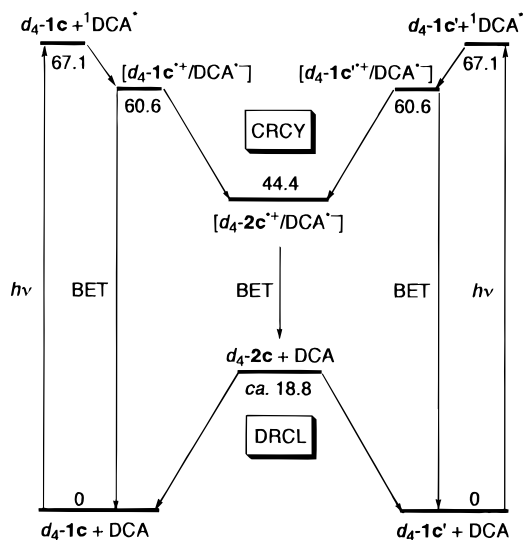 d₄-1c + ¹DCA*
d₄-1c' + ¹DCA*
67.1
67.1
[d₄-1c•⁺/DCA•⁻]
[d₄-1c'•⁺/DCA•⁻]
60.6
60.6
CRCY
44.4
[d₄-2c•⁺/DCA•⁻]
hν
BET
BET
BET
hν
d₄-2c + DCA
ca. 18.8
DRCL
0
0
d₄-1c + DCA
d₄-1c' + DCA